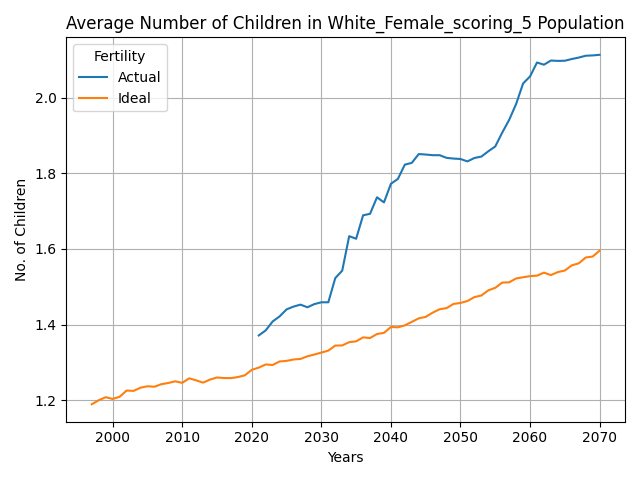 Average Number of Children in White_Female_scoring_5 Population
Fertility
Actual
Ideal
No. of Children
2.0
1.8
1.6
1.4
1.2
2000 2010 2020 2030 2040 2050 2060 2070
Years